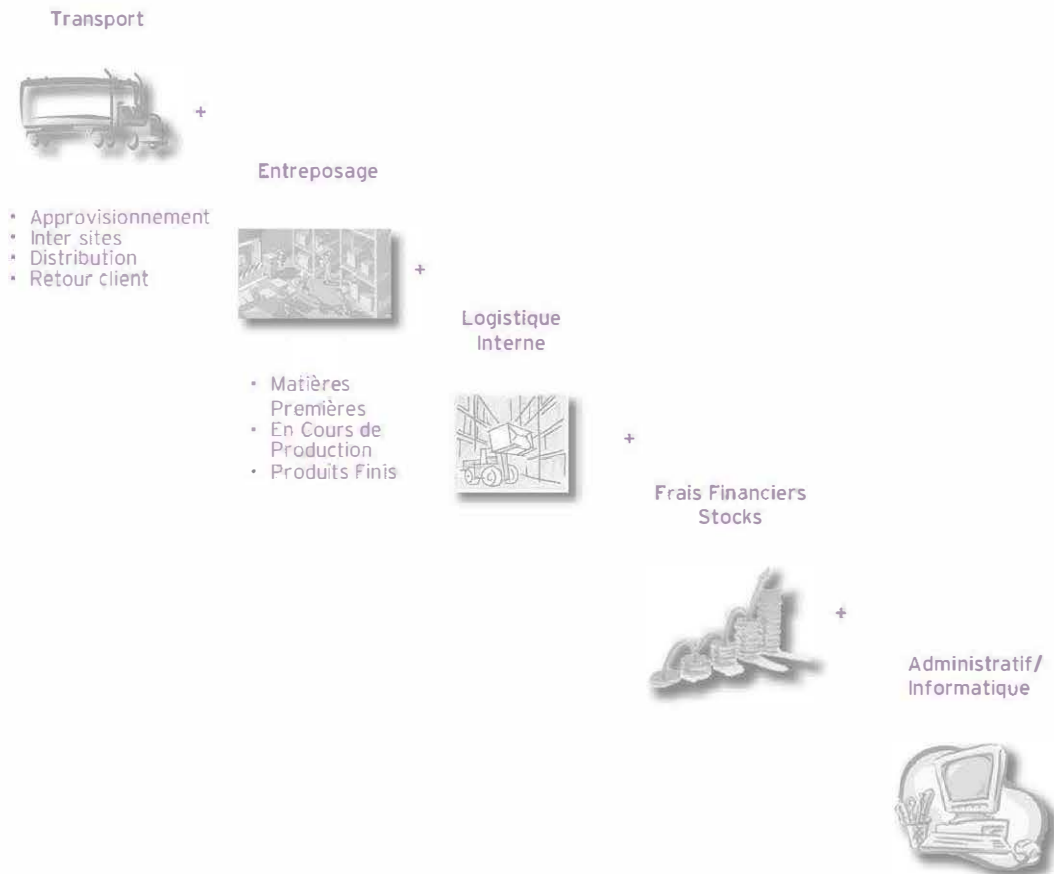 Transport
+
• Approvisionnement
• Inter sites
• Distribution
• Retour client
Entreposage
+
• Matières
Premières
• En Cours de
Production
• Produits Finis
Logistique
Interne
+
Frais Financiers
Stocks
+
Administratif/
Informatique